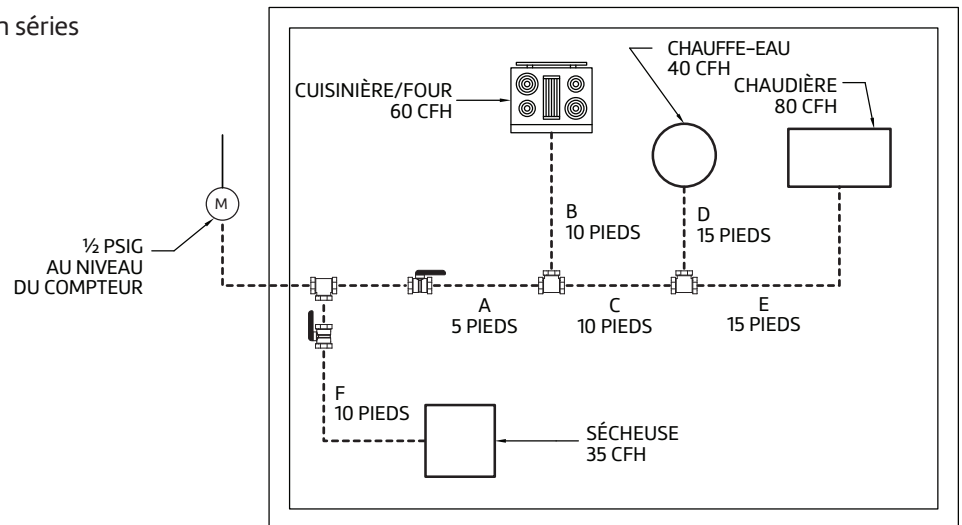 n séries
CUISINIÈRE/FOUR
60 CFH
CHAUFFE-EAU
40 CFH
CHAUDIÈRE
80 CFH
M
½ PSIG
AU NIVEAU
DU COMPTEUR
B
10 PIEDS
D
15 PIEDS
A
5 PIEDS
C
10 PIEDS
E
15 PIEDS
F
10 PIEDS
SÉCHEUSE
35 CFH